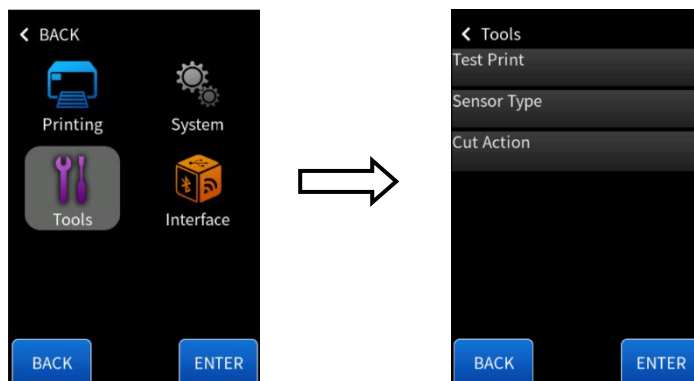 BACK
Printing System
Tools Interface
BACK ENTER
Tools
Test Print
Sensor Type
Cut Action
BACK ENTER